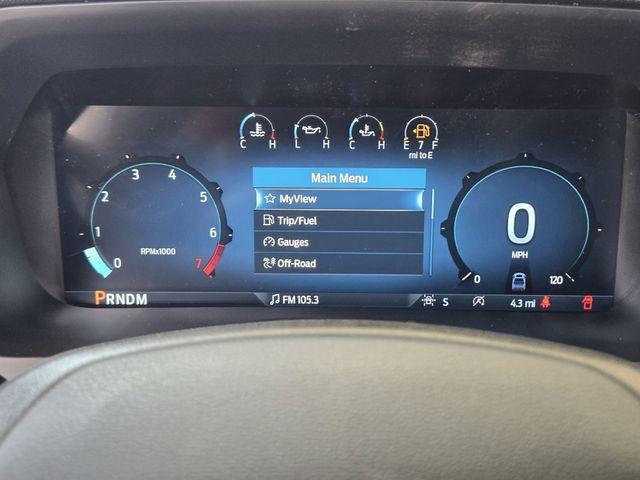 C H L H C H E 7 F
mi to E
Main Menu
MyView
Trip/Fuel
Gauges
Off-Road
0 1 2 3 4 5 6 7
RPMx1000
0
MPH
0 120
PRNDM
FM 105.3
S
4.3 mi